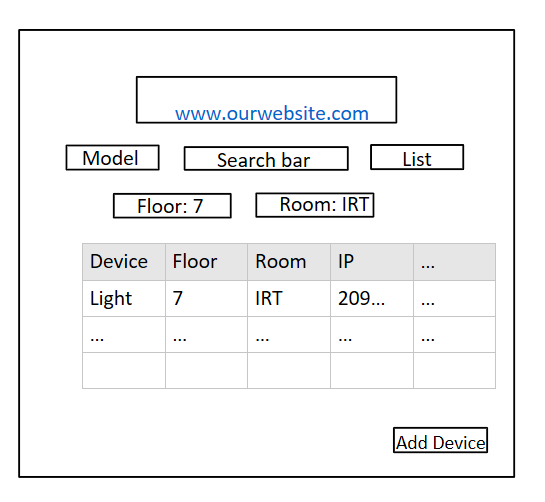 www.ourwebsite.com
Model Search bar List
Floor: 7 Room: IRT
Device Floor Room IP ...
Light 7 IRT 209... ...
... ... ... ... ...
Add Device